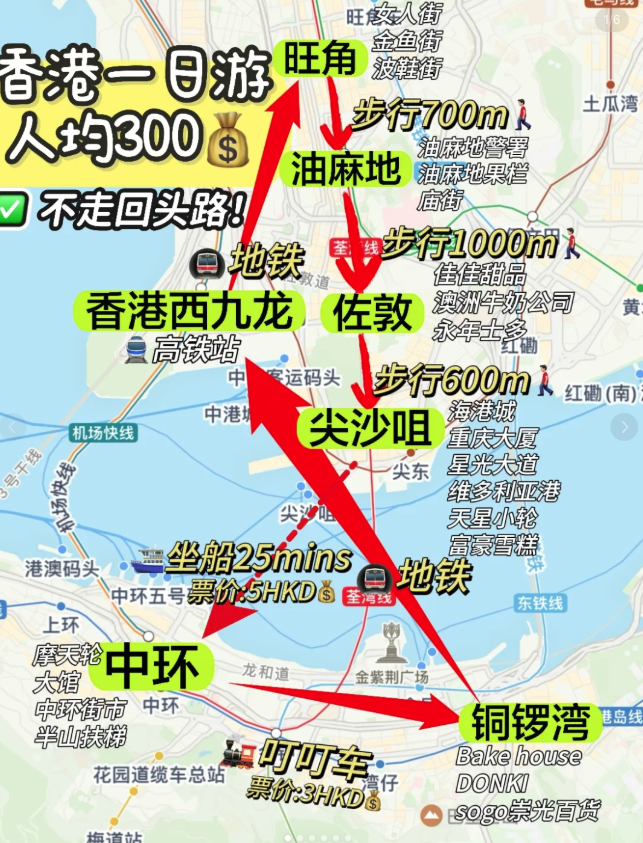 旺角
女人街
金鱼街
波鞋街
香港一日游
人均300
不走回头路！
旺角
土瓜湾
步行700m
油麻地
油麻地警署
油麻地果栏
庙街
地铁
荃湾线
步行1000m
香港西九龙
高铁站
佐敦
佳佳甜品
澳洲牛奶公司
永年士多
红磡
步行600m
红磡(南)
中港城
客运码头
机场快线
尖沙咀
海港城
重庆大厦
星光大道
维多利亚港
天星小轮
富豪雪糕
3号干线
机场快线
尖东
尖沙咀
坐船25mins
票价:5HKD
地铁
荃湾线
东铁线
港澳码头
中环五号
上环
摩天轮
大馆
中环街市
半山扶梯
中环
中环
龙和道
金紫荆广场
铜锣湾
港岛线
Bake house
DONKI
sogo崇光百货
叮叮车
票价:3HKD
湾仔
花园道缆车总站
梅道站